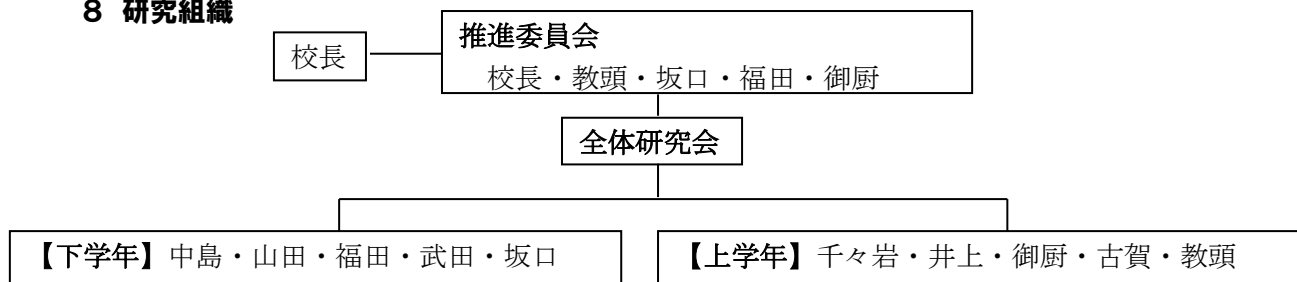 8 研究組織
校長
推進委員会
校長・教頭・坂口・福田・御厨
全体研究会
【下学年】中島・山田・福田・武田・坂口
【上学年】千々岩・井上・御厨・古賀・教頭